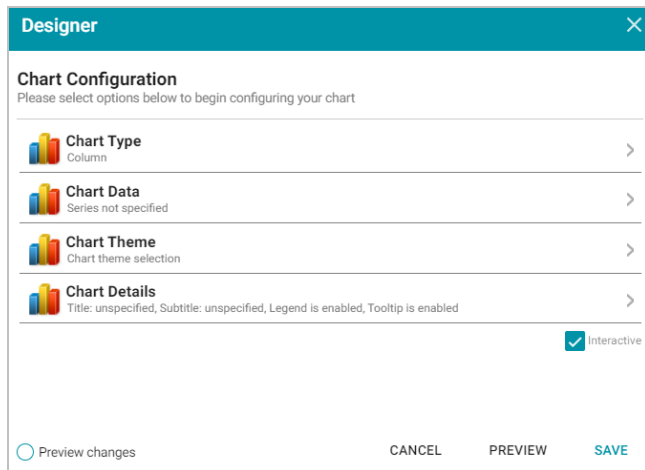 Designer
Chart Configuration
Please select options below to begin configuring your chart
Chart Type
Column
Chart Data
Series not specified
Chart Theme
Chart theme selection
Chart Details
Title: unspecified, Subtitle: unspecified, Legend is enabled, Tooltip is enabled
Interactive
Preview changes CANCEL PREVIEW SAVE